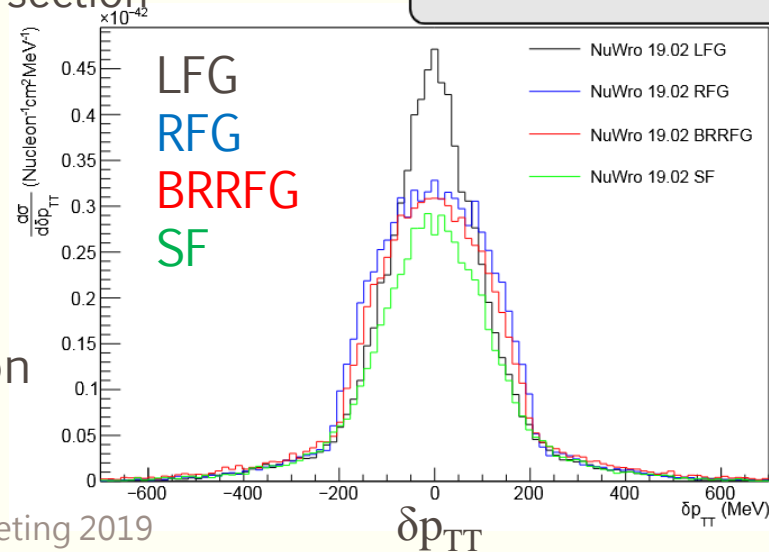 section
×10⁻⁴²
dσ/dδp_TT (Nucleon⁻¹cm²MeV⁻¹)
LFG
RFG
BRRFG
SF
NuWro 19.02 LFG
NuWro 19.02 RFG
NuWro 19.02 BRRFG
NuWro 19.02 SF
0.45
0.4
0.35
0.3
0.25
0.2
0.15
0.1
0.05
0
on
−600 −400 −200 0 200 400 600
δp_TT (MeV)
δp_TT
eting 2019